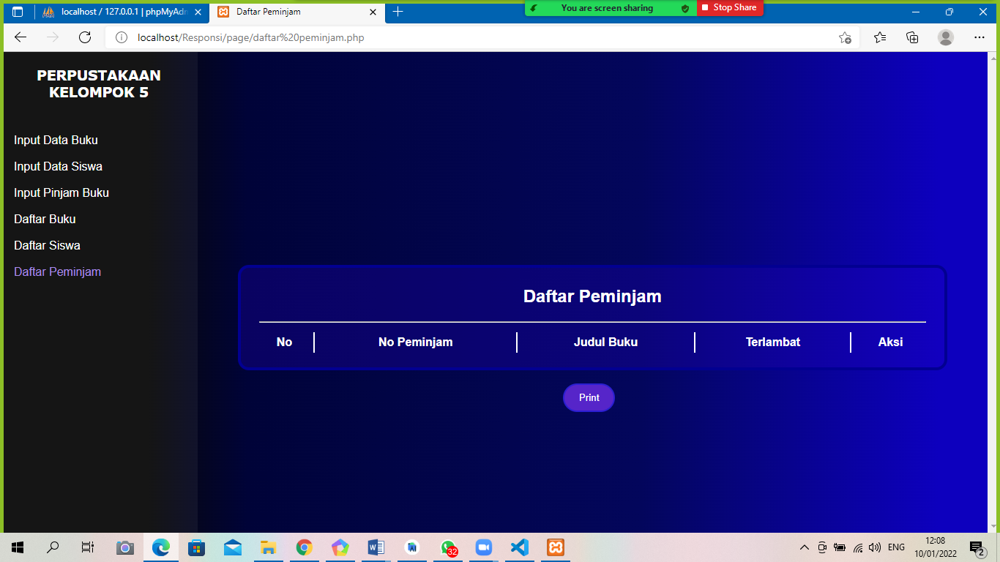 localhost / 127.0.0.1 | phpMyAdn
Daftar Peminjam
You are screen sharing
Stop Share
localhost/Responsi/page/daftar%20peminjam.php
PERPUSTAKAAN
KELOMPOK 5
Input Data Buku
Input Data Siswa
Input Pinjam Buku
Daftar Buku
Daftar Siswa
Daftar Peminjam
Daftar Peminjam
No No Peminjam Judul Buku Terlambat Aksi
Print
32
ENG
12:08
10/01/2022
2